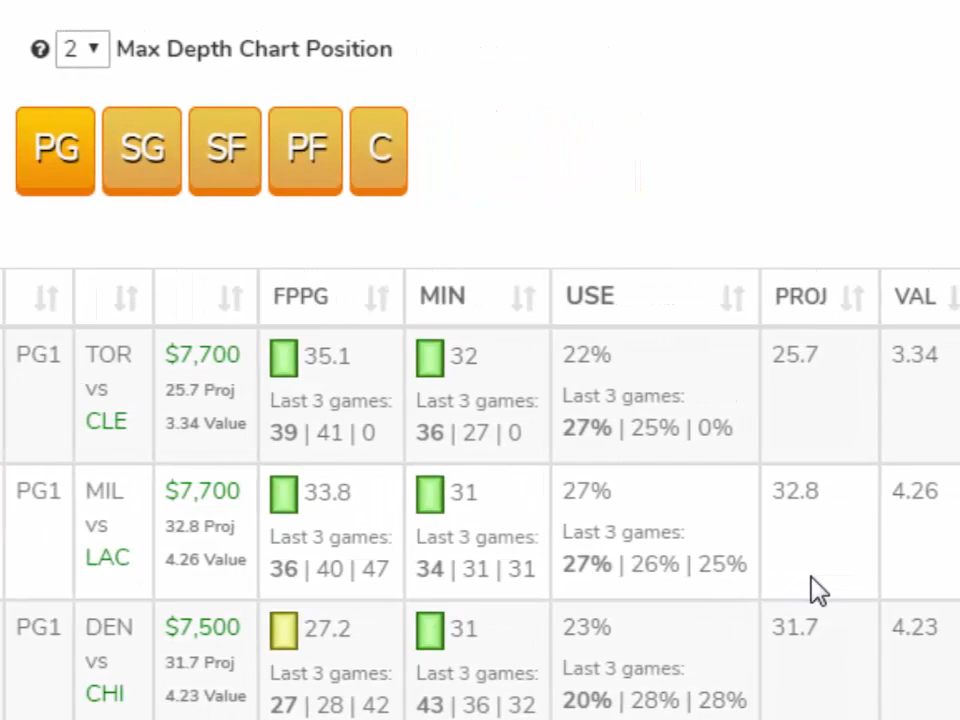 2 Max Depth Chart Position
PG SG SF PF C
FPPG MIN USE PROJ VAL
PG1 TOR $7,700 35.1 32 22% 25.7 3.34
vs 25.7 Proj Last 3 games: Last 3 games: Last 3 games:
CLE 3.34 Value 39 | 41 | 0 36 | 27 | 0 27% | 25% | 0%
PG1 MIL $7,700 33.8 31 27% 32.8 4.26
vs 32.8 Proj Last 3 games: Last 3 games: Last 3 games:
LAC 4.26 Value 36 | 40 | 47 34 | 31 | 31 27% | 26% | 25%
PG1 DEN $7,500 27.2 31 23% 31.7 4.23
vs 31.7 Proj Last 3 games: Last 3 games: Last 3 games:
CHI 4.23 Value 27 | 28 | 42 43 | 36 | 32 20% | 28% | 28%